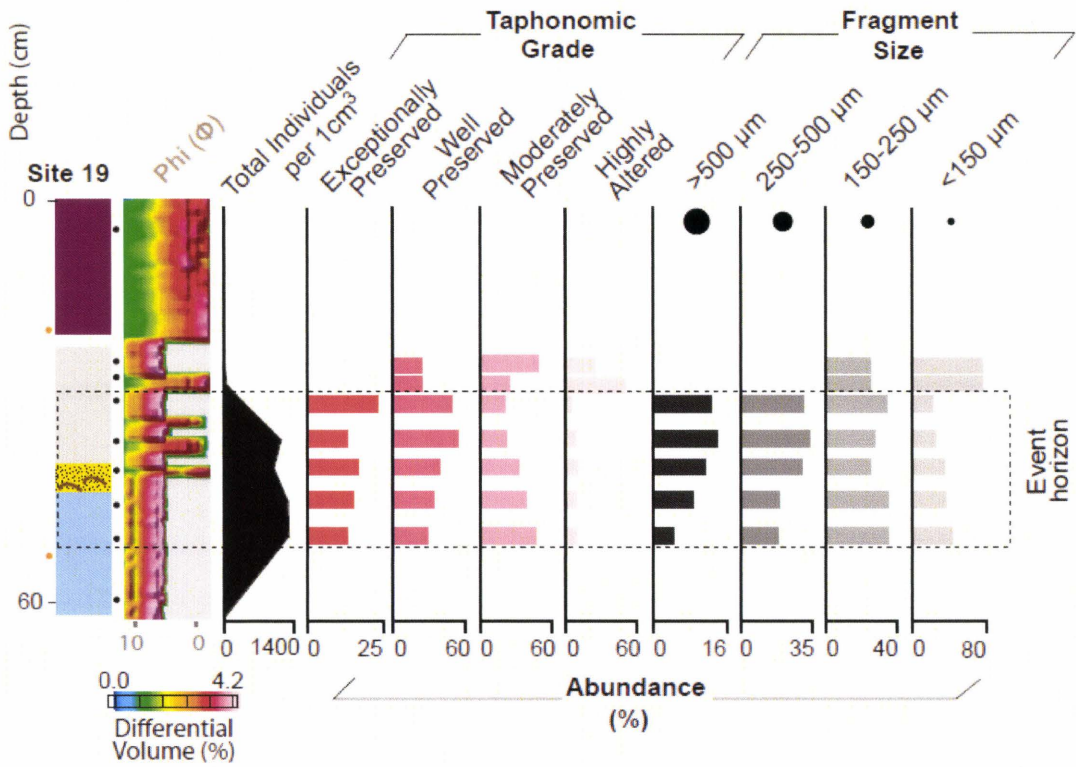 Taphonomic
Grade
Fragment
Size
Depth (cm)
Site 19
Phi (Φ)
Total Individuals
per 1cm³
Exceptionally
Preserved
Well
Preserved
Moderately
Preserved
Highly
Altered
>500 µm
250-500 µm
150-250 µm
<150 µm
0
60
Event
horizon
10 0
0 1400
0 25
0 60
0 60
0 60
0 16
0 35
0 40
0 80
0.0 4.2
Differential
Volume (%)
Abundance
(%)